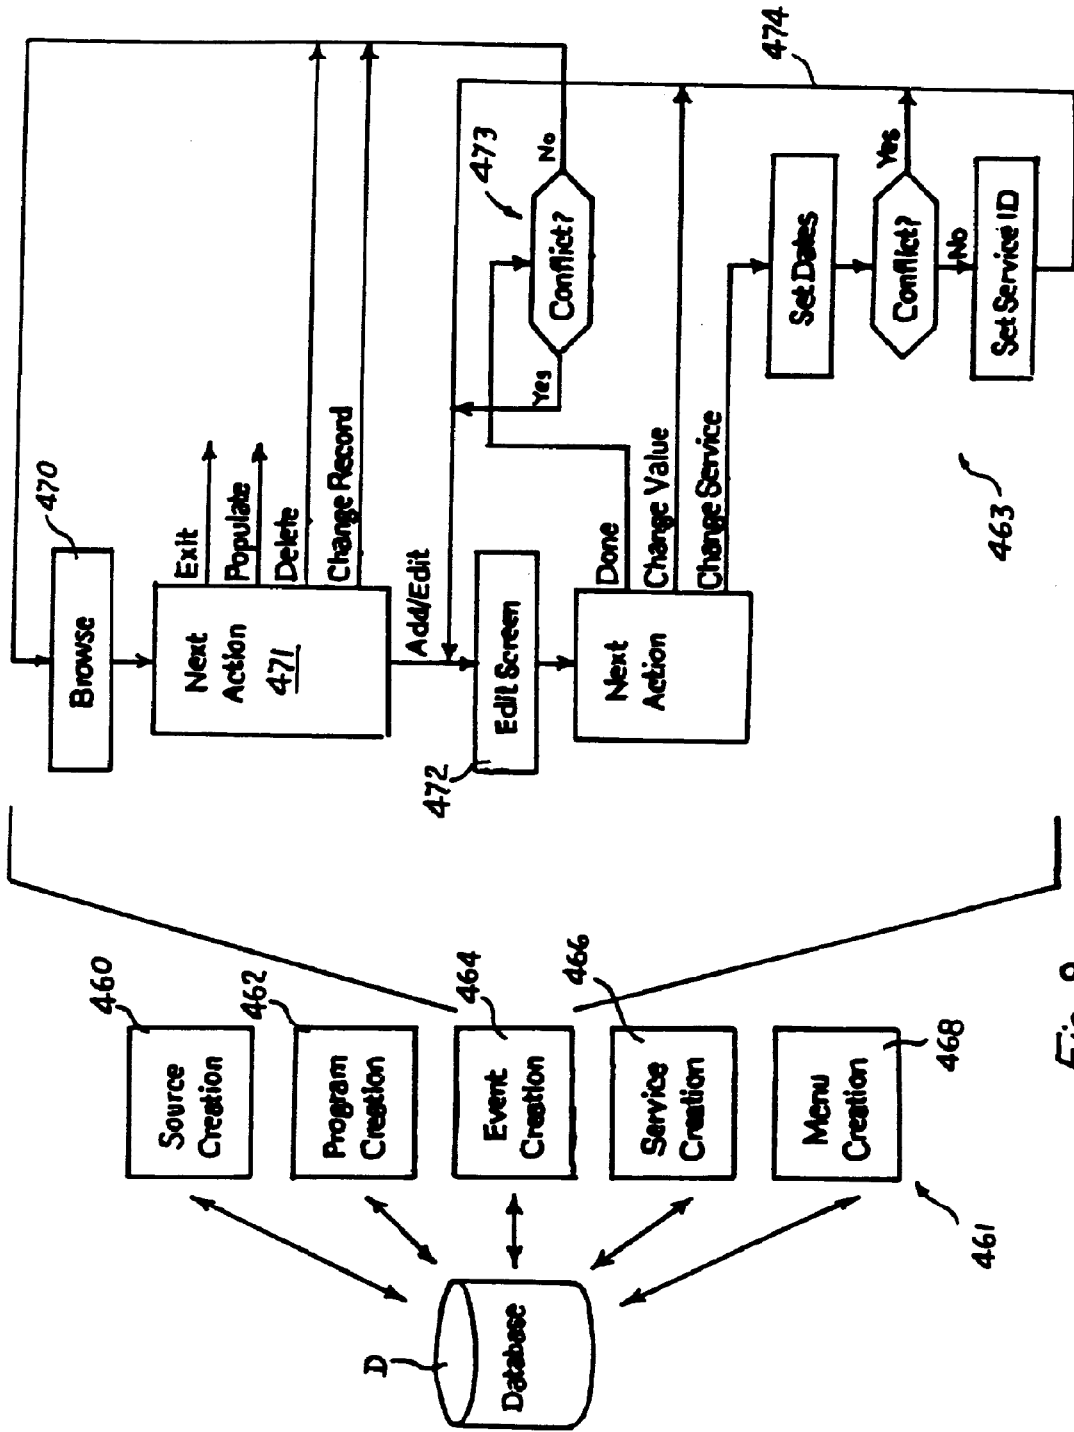 D
Database
Source
Creation
460
Program
Creation
462
Event
Creation
464
Service
Creation
466
Menu
Creation
468
461
Browse
470
Next
Action
471
Exit
Populate
Delete
Change Record
Add/Edit
Edit Screen
472
Next
Action
Done
Change Value
Change Service
Conflict?
Yes
No
473
Set Dates
Conflict?
Yes
No
Set Service ID
474
463